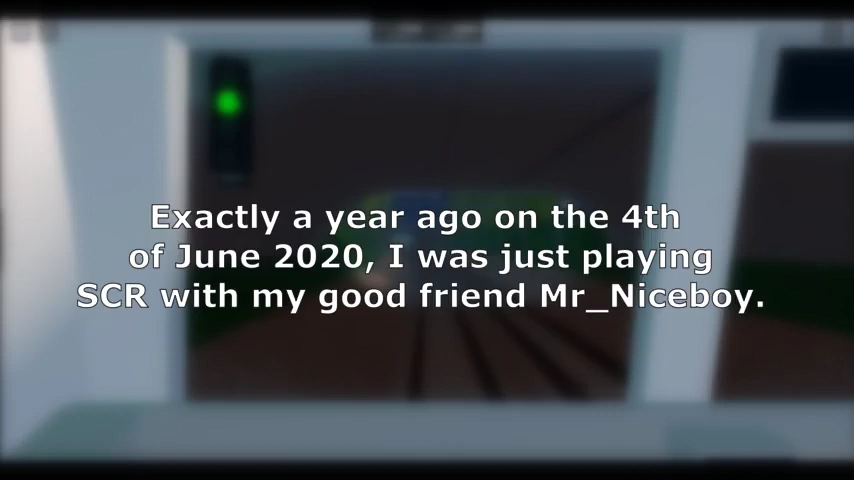 Exactly a year ago on the 4th
of June 2020, I was just playing
SCR with my good friend Mr_Niceboy.